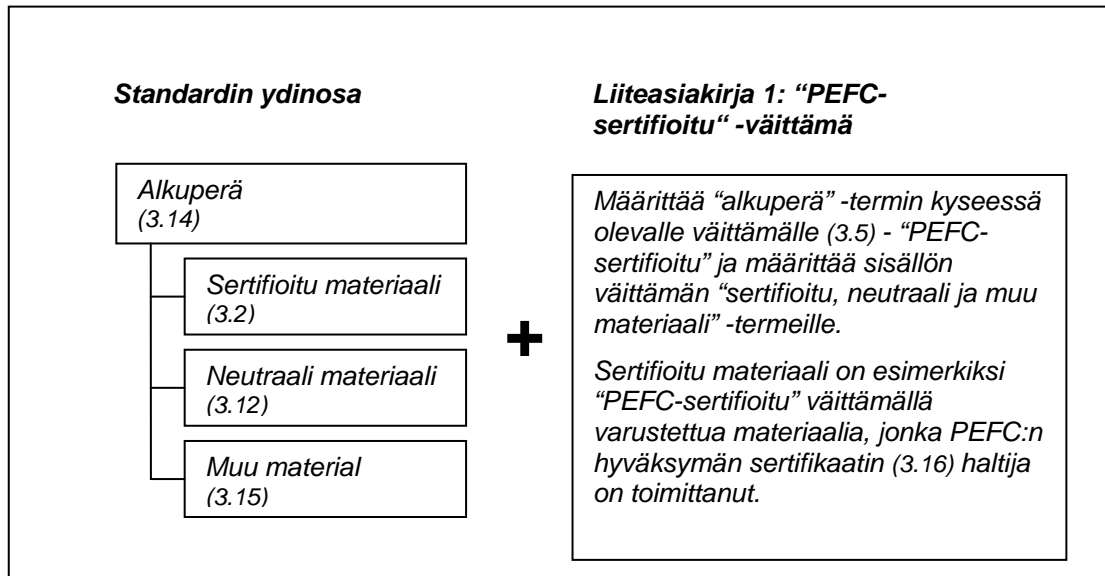 Standardin ydinosa
Alkuperä
(3.14)
Sertifioitu materiaali
(3.2)
Neutraali materiaali
(3.12)
Muu material
(3.15)
+
Liiteasiakirja 1: “PEFC-
sertifioitu“ -väittämä
Määrittää “alkuperä” -termin kyseessä
olevalle väittämälle (3.5) - “PEFC-
sertifioitu” ja määrittää sisällön
väittämän “sertifioitu, neutraali ja muu
materiaali” -termeille.
Sertifioitu materiaali on esimerkiksi
“PEFC-sertifioitu” väittämällä
varustettua materiaalia, jonka PEFC:n
hyväksymän sertifikaatin (3.16) haltija
on toimittanut.